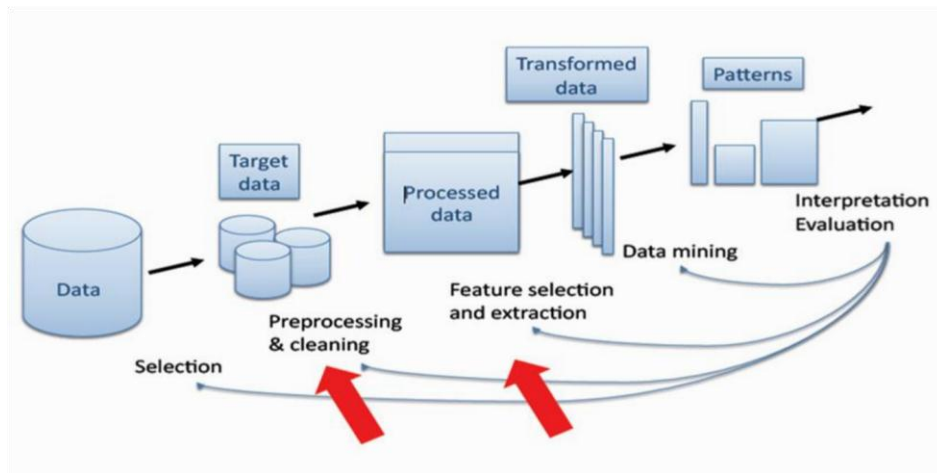 Transformed
data
Patterns
Target
data
Processed
data
Data
Interpretation
Evaluation
Data mining
Feature selection
and extraction
Preprocessing
& cleaning
Selection